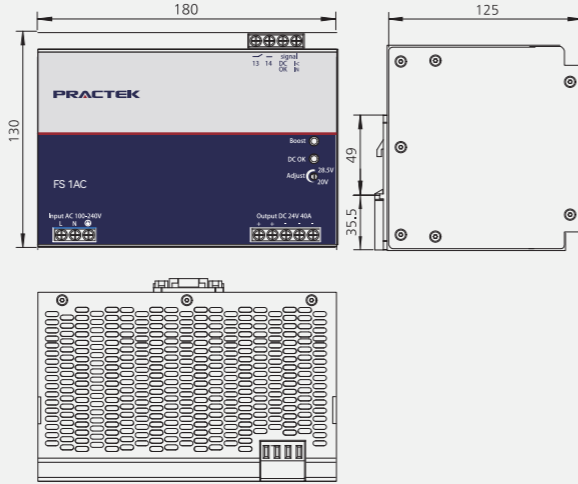 180
125
130
13 14
signal
DC I<
OK IN
PRACTEK
Boost
DC OK
Adjust
28.5V
20V
FS 1AC
Input AC 100-240V
L N
Output DC 24V 40A
+ + - - -
49
35.5